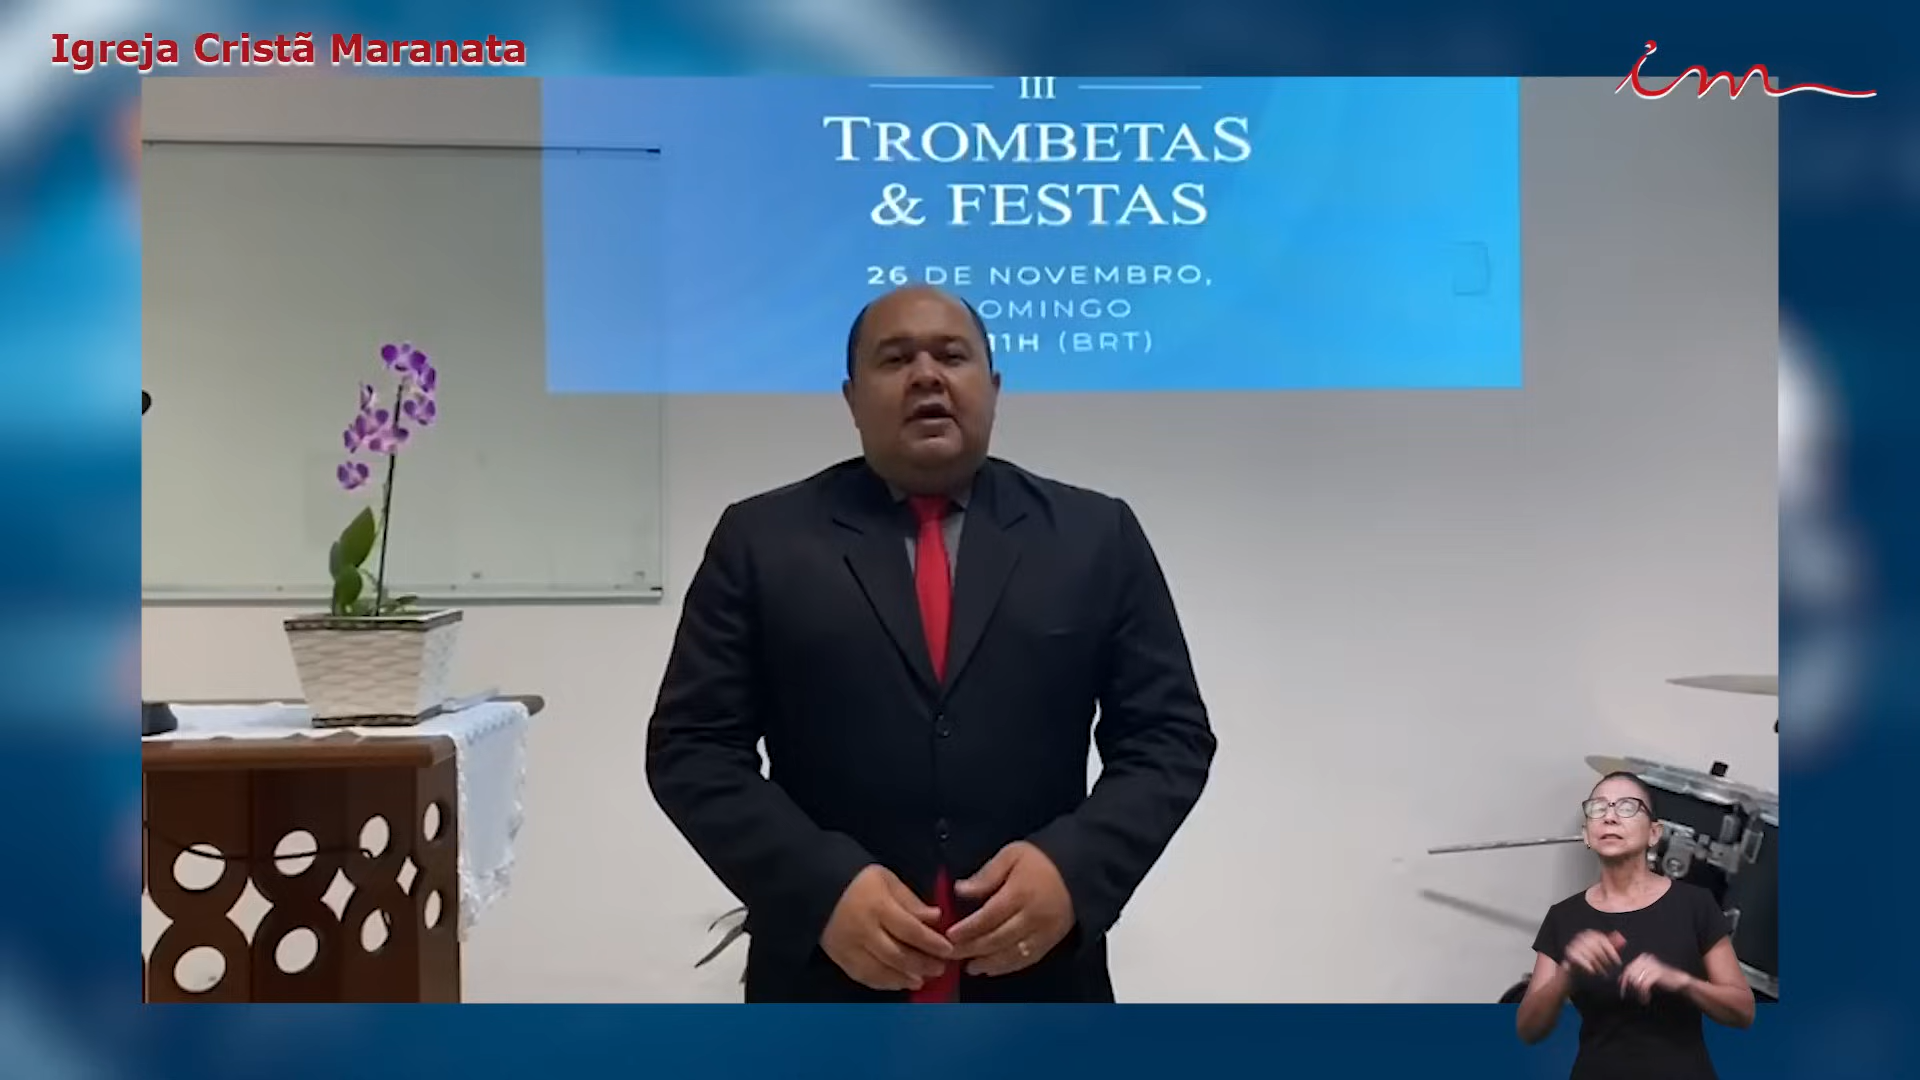 Igreja Cristã Maranata
III
TROMBETAS
& FESTAS
26 DE NOVEMBRO,
OMINGO
11H (BRT)